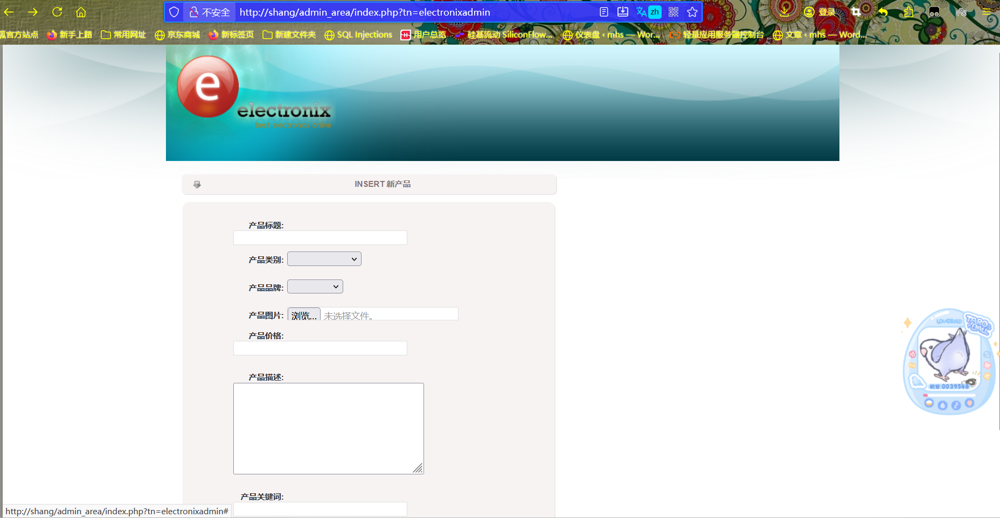 不安全 http://shang/admin_area/index.php?tn=electronixadmin zh 登录
狐官方站点 新手上路 常用网址 京东商城 新标签页 新建文件夹 SQL Injections 用户总览 硅基流动 SiliconFlow... 仪表盘 ‹ mhs — Wor... 轻量应用服务器控制台 文章 ‹ mhs — Word...
e
electronix
best electronics online
INSERT 新产品
产品标题:
产品类别:
产品品牌:
产品图片: 浏览... 未选择文件。
产品价格:
产品描述:
LOVEBIRD
TARO BALL
积分 0039548
产品关键词:
http://shang/admin_area/index.php?tn=electronixadmin#